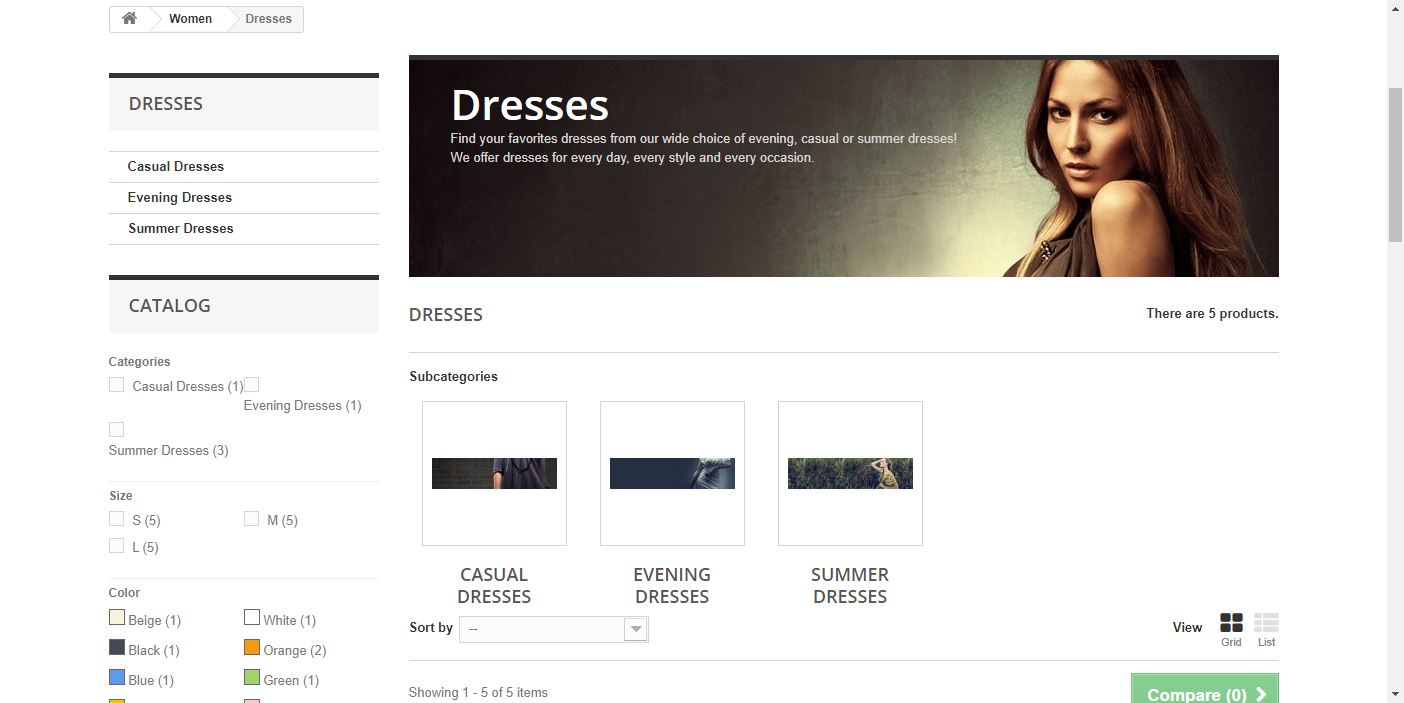 Women
Dresses
DRESSES
Casual Dresses
Evening Dresses
Summer Dresses
CATALOG
Categories
Casual Dresses (1)
Evening Dresses (1)
Summer Dresses (3)
Size
S (5)
M (5)
L (5)
Color
Beige (1)
White (1)
Black (1)
Orange (2)
Blue (1)
Green (1)
Dresses
Find your favorites dresses from our wide choice of evening, casual or summer dresses!
We offer dresses for every day, every style and every occasion.
DRESSES
There are 5 products.
Subcategories
CASUAL
DRESSES
EVENING
DRESSES
SUMMER
DRESSES
Sort by
--
View
Grid
List
Showing 1 - 5 of 5 items
Compare (0)